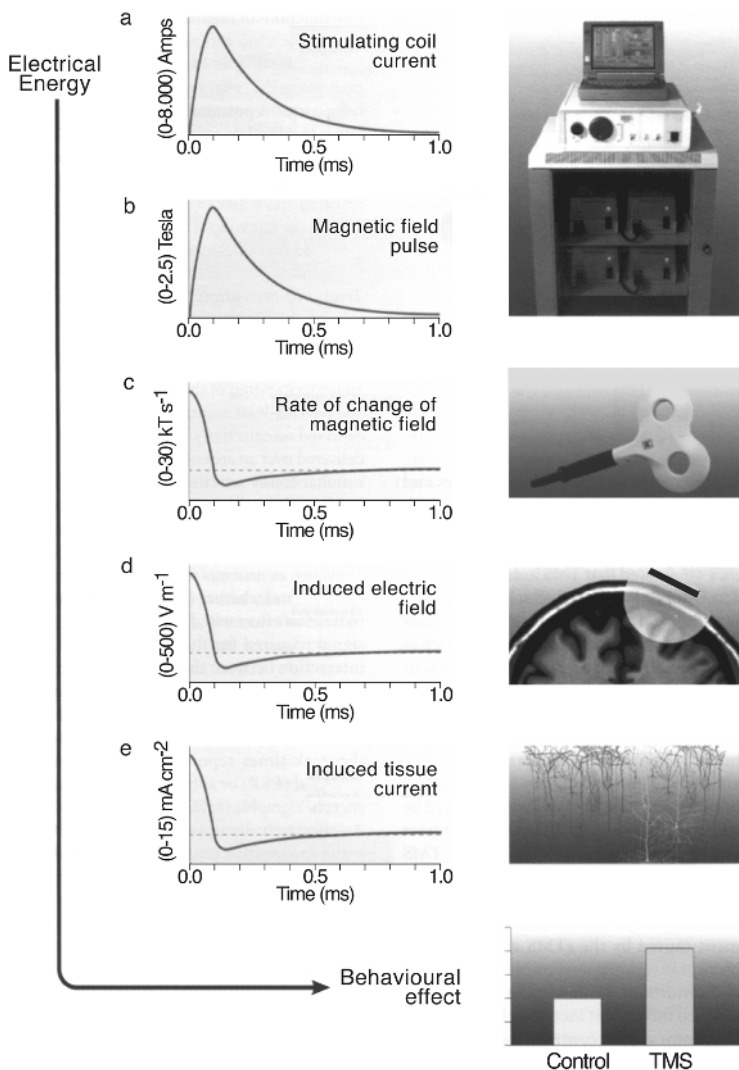 Electrical
Energy
a
(0-8.000) Amps
Stimulating coil
current
0.0 0.5 1.0
Time (ms)
b
(0-2.5) Tesla
Magnetic field
pulse
0.0 0.5 1.0
Time (ms)
c
(0-30) kT s-1
Rate of change of
magnetic field
0.0 0.5 1.0
Time (ms)
d
(0-500) V m-1
Induced electric
field
0.0 0.5 1.0
Time (ms)
e
(0-15) mA cm-2
Induced tissue
current
0.0 0.5 1.0
Time (ms)
Behavioural
effect
Control TMS